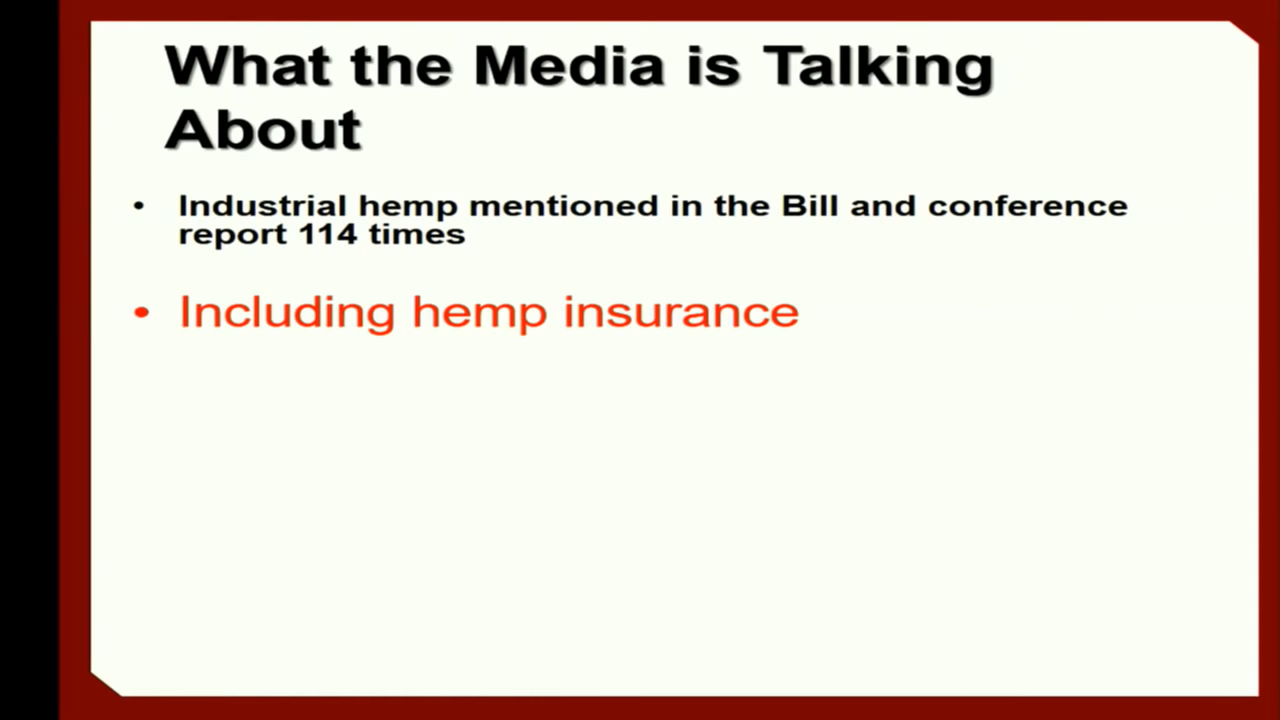 What the Media is Talking
About
• Industrial hemp mentioned in the Bill and conference
report 114 times
• Including hemp insurance